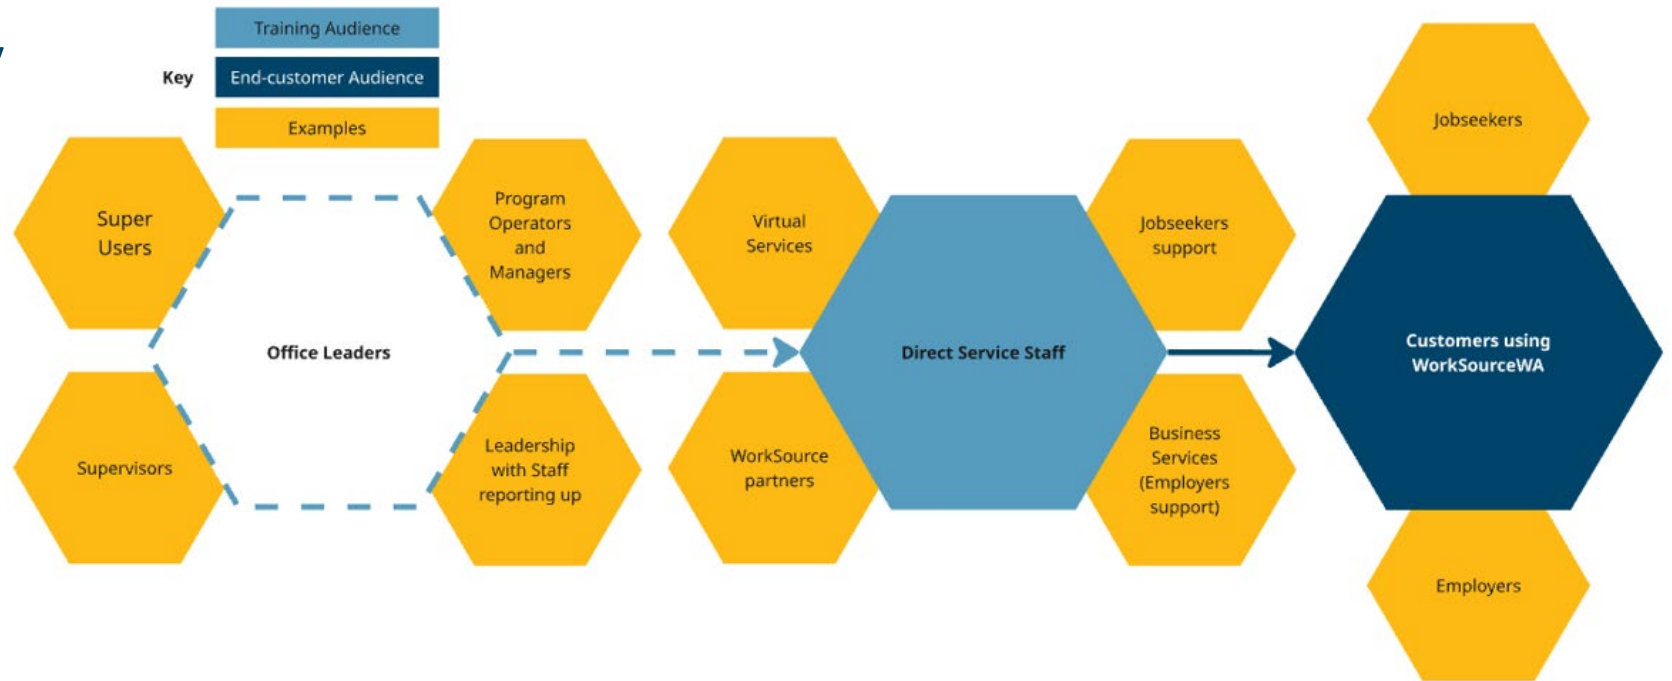 Training Audience
Key
End-customer Audience
Examples
Super
Users
Program
Operators
and
Managers
Office Leaders
Supervisors
Leadership
with Staff
reporting up
Virtual
Services
Jobseekers
support
Direct Service Staff
WorkSource
partners
Business
Services
(Employers
support)
Jobseekers
Customers using
WorkSourceWA
Employers